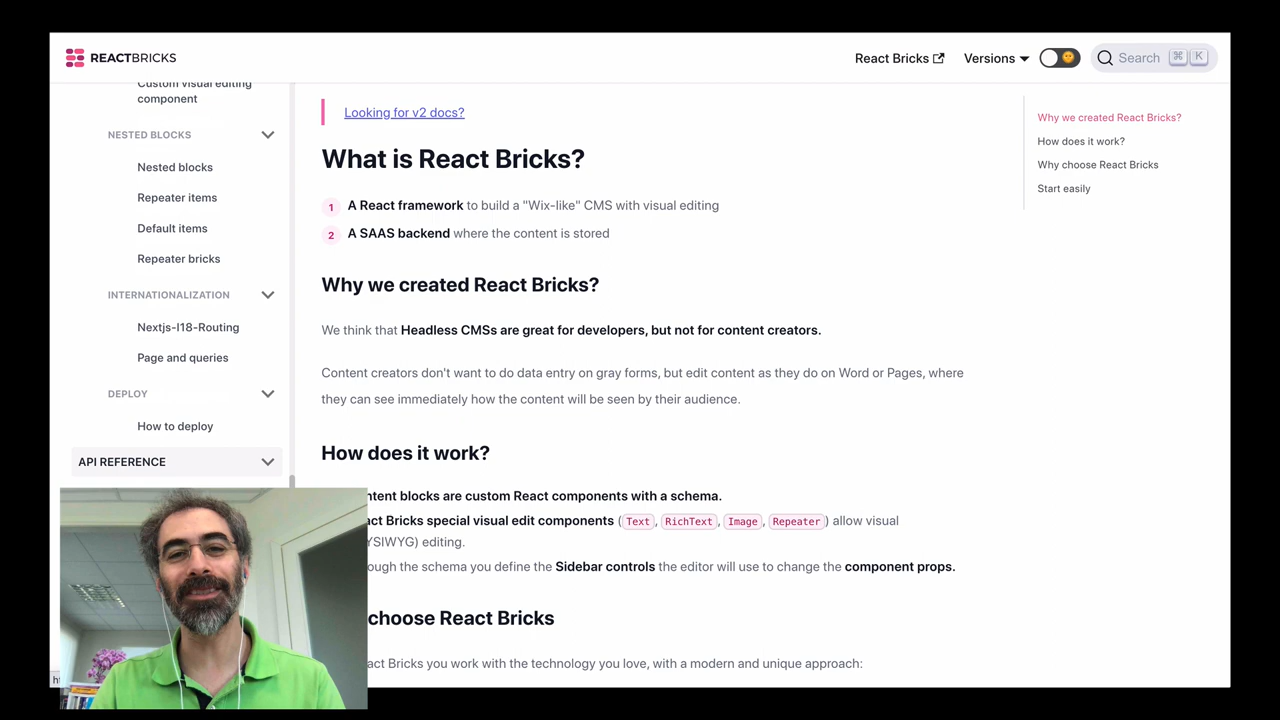 REACTBRICKS
React Bricks
Versions
Search
K
Custom visual editing
component
NESTED BLOCKS
Nested blocks
Repeater items
Default items
Repeater bricks
INTERNATIONALIZATION
Nextjs-I18-Routing
Page and queries
DEPLOY
How to deploy
API REFERENCE
Looking for v2 docs?
What is React Bricks?
1 A React framework to build a "Wix-like" CMS with visual editing
2 A SAAS backend where the content is stored
Why we created React Bricks?
We think that Headless CMSs are great for developers, but not for content creators.
Content creators don't want to do data entry on gray forms, but edit content as they do on Word or Pages, where
they can see immediately how the content will be seen by their audience.
How does it work?
ntent blocks are custom React components with a schema.
act Bricks special visual edit components (Text, RichText, Image, Repeater) allow visual
YSIWYG) editing.
ough the schema you define the Sidebar controls the editor will use to change the component props.
choose React Bricks
act Bricks you work with the technology you love, with a modern and unique approach:
Why we created React Bricks?
How does it work?
Why choose React Bricks
Start easily